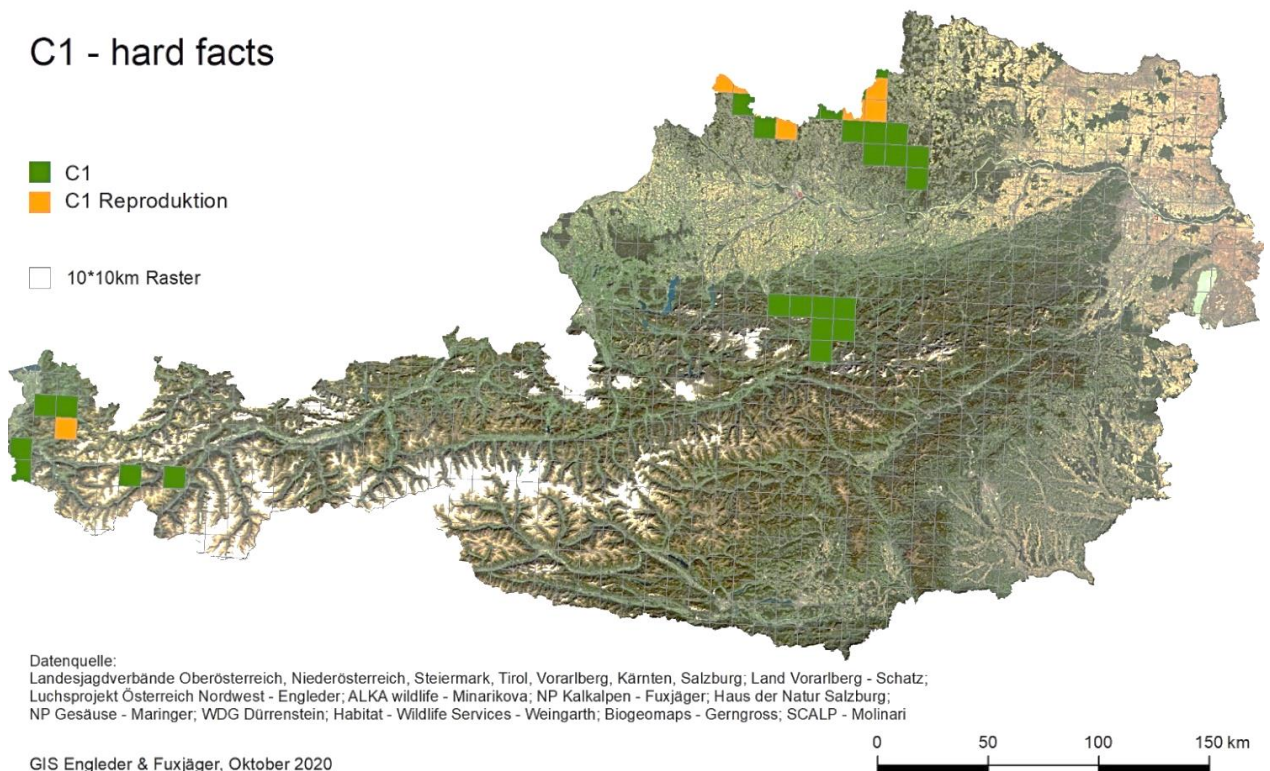 C1 - hard facts
C1
C1 Reproduktion
10*10km Raster
Datenquelle:
Landesjagdverbände Oberösterreich, Niederösterreich, Steiermark, Tirol, Vorarlberg, Kärnten, Salzburg; Land Vorarlberg - Schatz;
Luchsprojekt Österreich Nordwest - Engleder; ALKA wildlife - Minarikova; NP Kalkalpen - Fuxjäger; Haus der Natur Salzburg;
NP Gesäuse - Maringer; WDG Dürrenstein; Habitat - Wildlife Services - Weingarth; Biogeomaps - Gerngross; SCALP - Molinari
GIS Engleder & Fuxjäger, Oktober 2020
0 50 100 150 km